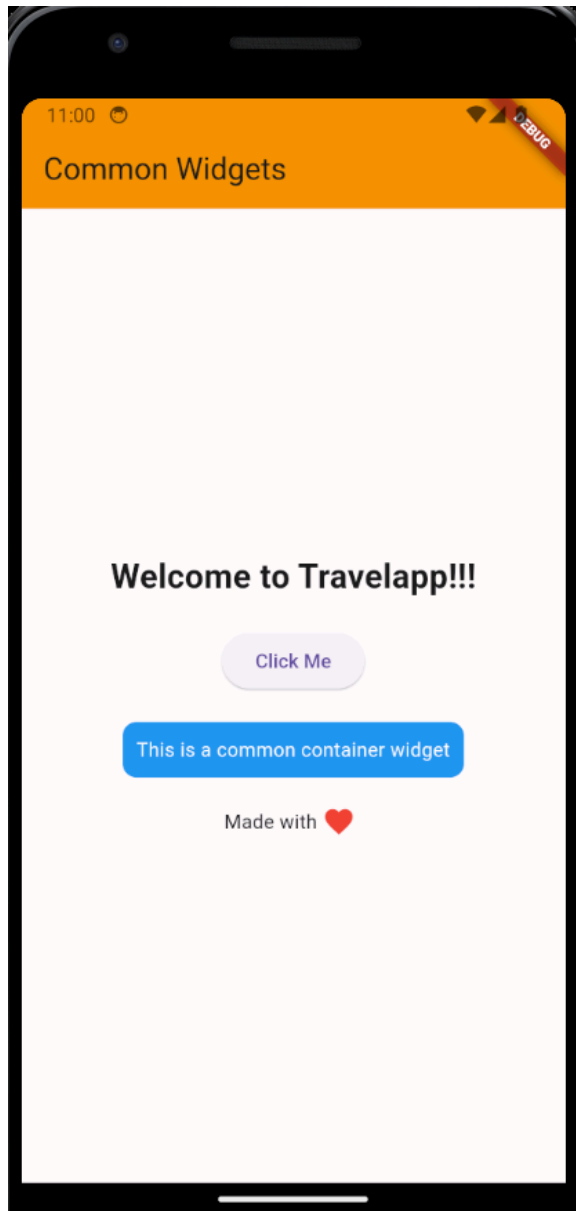 11:00
DEBUG
Common Widgets
Welcome to Travelapp!!!
Click Me
This is a common container widget
Made with